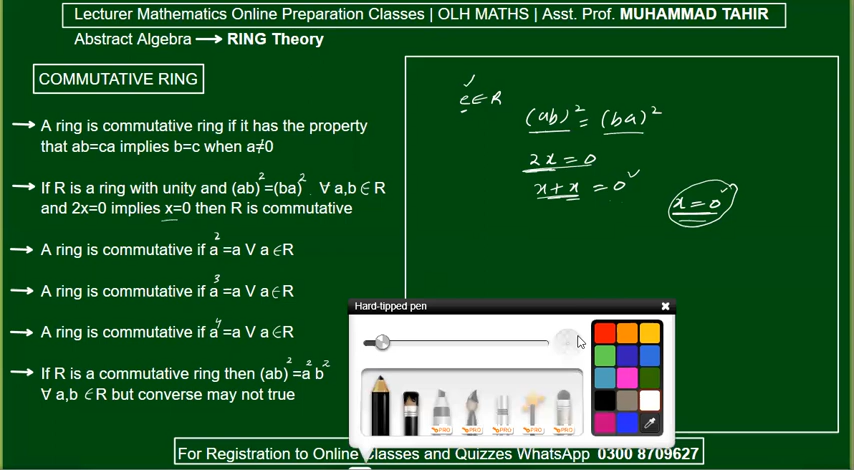 Lecturer Mathematics Online Preparation Classes | OLH MATHS | Asst. Prof. MUHAMMAD TAHIR
Abstract Algebra → RING Theory
COMMUTATIVE RING
→ A ring is commutative ring if it has the property
that ab=ca implies b=c when a≠0
→ If R is a ring with unity and (ab)²=(ba)². ∀ a,b ∈ R
and 2x=0 implies x=0 then R is commutative
→ A ring is commutative if a²=a ∀ a ∈R
→ A ring is commutative if a³=a ∀ a ∈R
→ A ring is commutative if a⁴=a ∀ a ∈R
→ If R is a commutative ring then (ab)²=a²b²
∀ a,b ∈R but converse may not true
✓
e∈R
(ab)²=(ba)²
2x=0
x+x=0✓
x=0✓
Hard-tipped pen
PRO PRO PRO PRO PRO
For Registration to Online Classes and Quizzes WhatsApp 0300 8709627